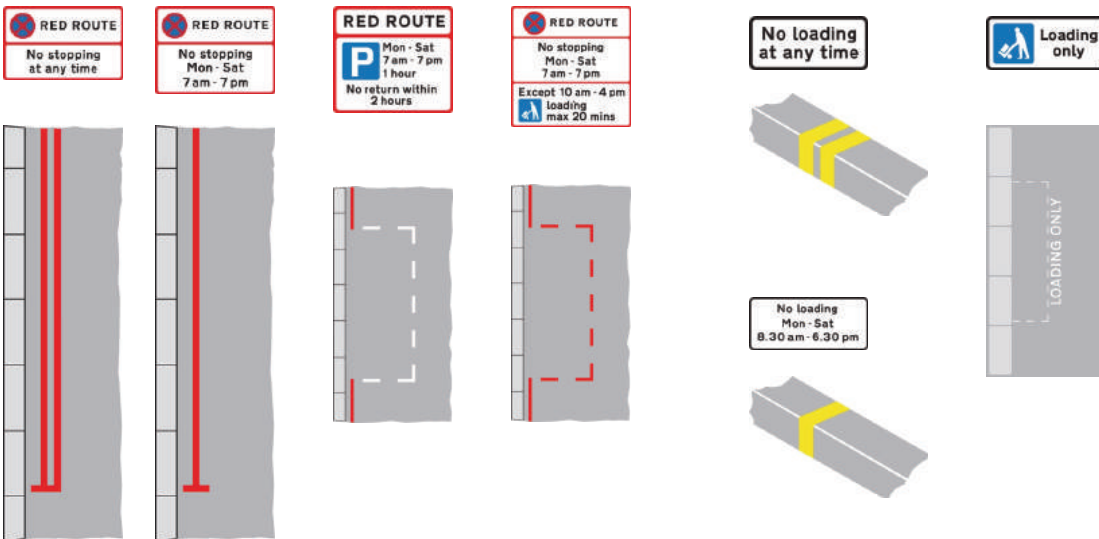 RED ROUTE
No stopping
at any time
RED ROUTE
No stopping
Mon - Sat
7 am - 7 pm
RED ROUTE
P
Mon - Sat
7 am - 7 pm
1 hour
No return within
2 hours
RED ROUTE
No stopping
Mon - Sat
7 am - 7 pm
Except 10 am - 4 pm
loading
max 20 mins
No loading
at any time
Loading
only
LOADING ONLY
No loading
Mon - Sat
8.30 am - 6.30 pm